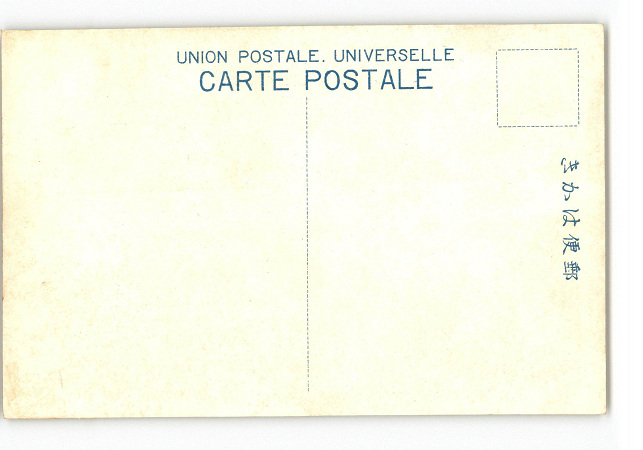 UNION POSTALE. UNIVERSELLE
CARTE POSTALE
郵便はかき